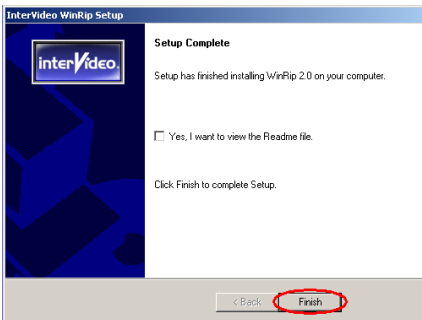 InterVideo WinRip Setup
interVideo.
Setup Complete
Setup has finished installing WinRip 2.0 on your computer.
Yes, I want to view the Readme file.
Click Finish to complete Setup.
< Back
Finish